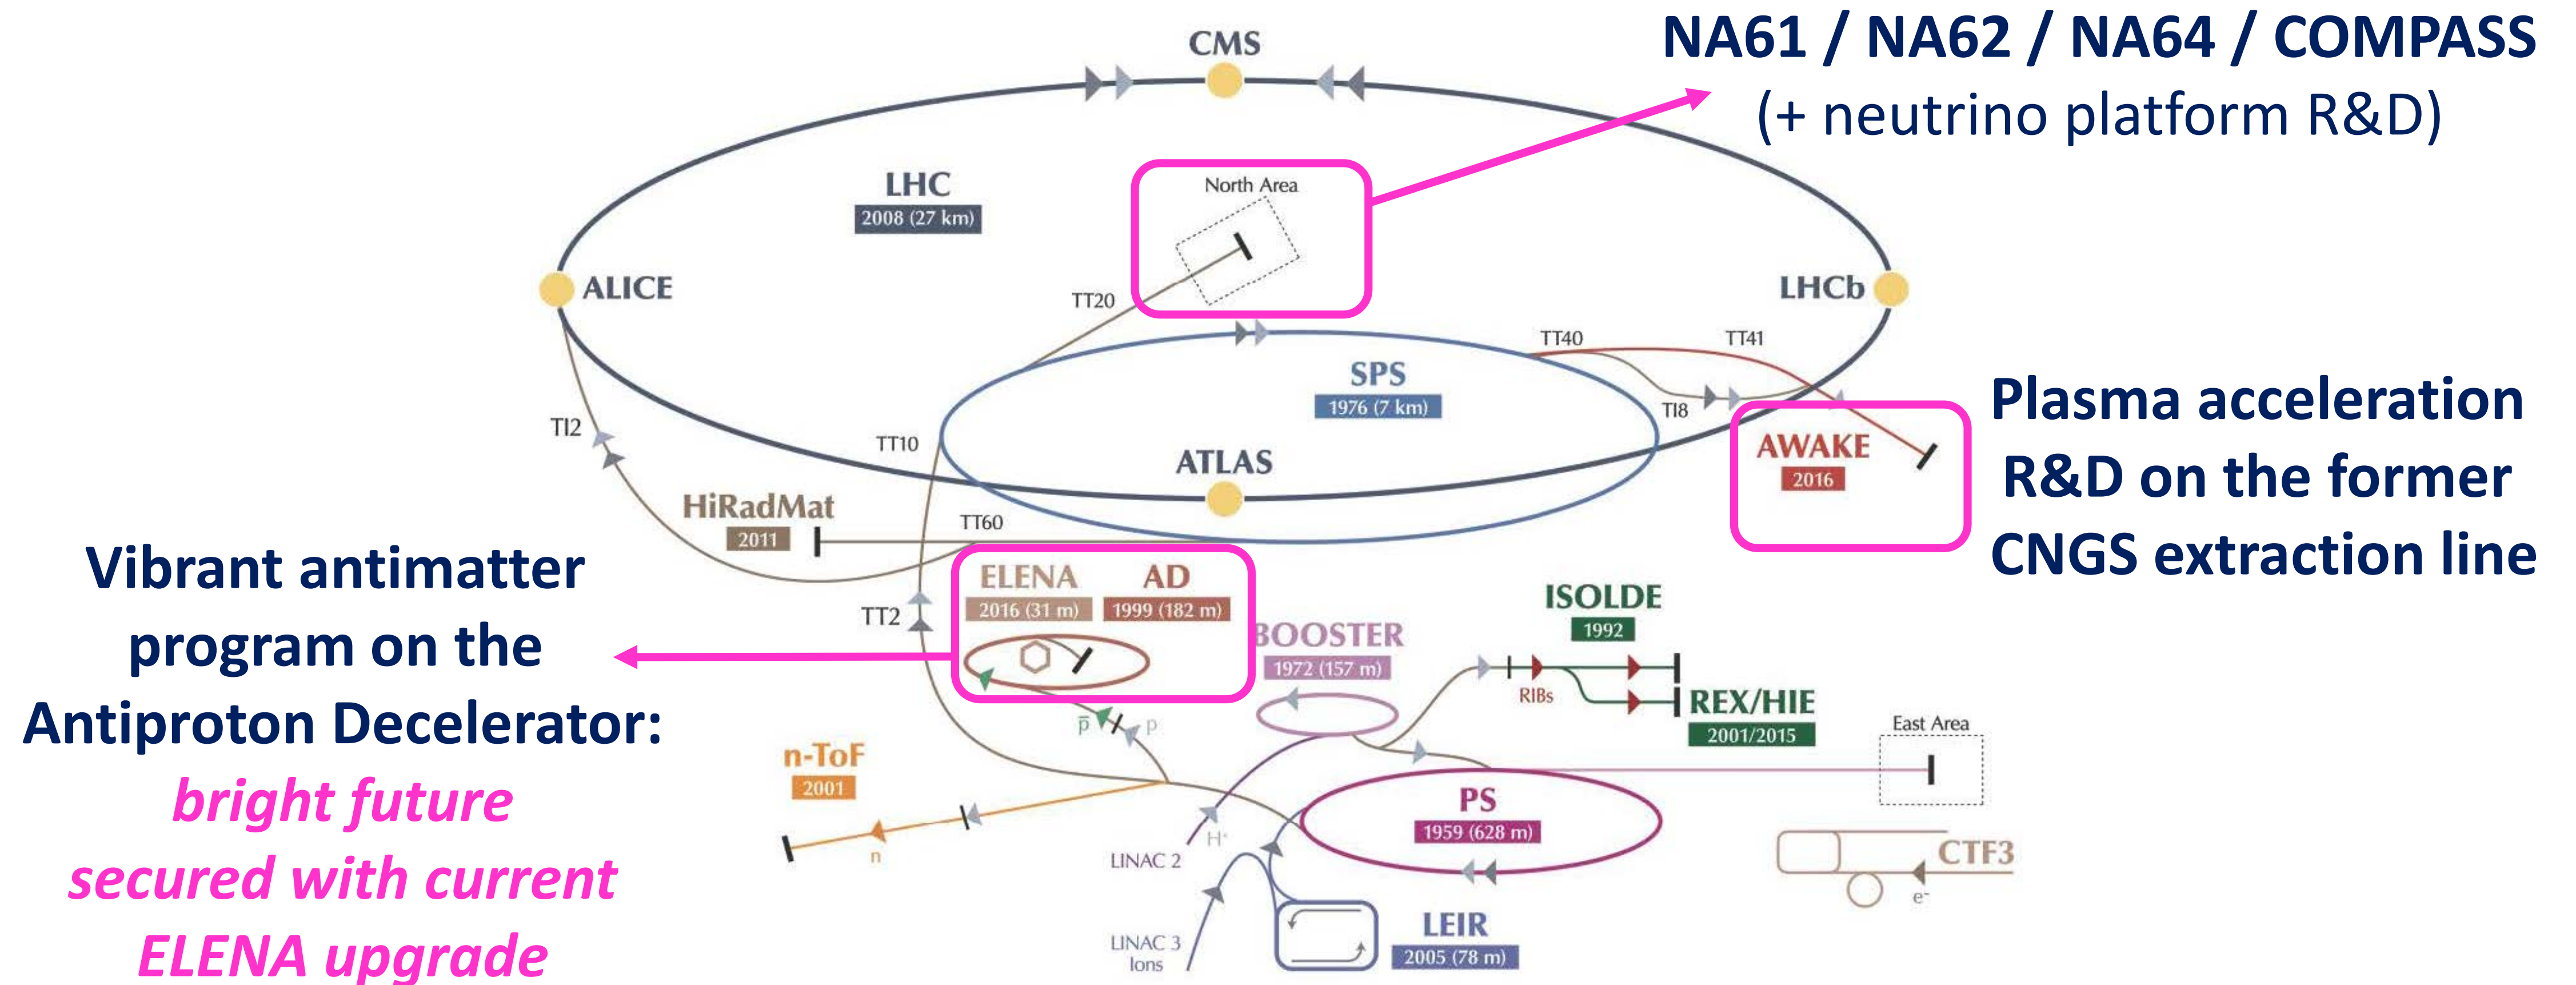 CMS
NA61 / NA62 / NA64 / COMPASS
(+ neutrino platform R&D)
LHC
2008 (27 km)
North Area
TT20
ALICE
LHCb
TT40
TT41
SPS
1976 (7 km)
TI8
TI2
TT10
ATLAS
AWAKE
2016
Plasma acceleration
R&D on the former
CNGS extraction line
HiRadMat
2011
TT60
Vibrant antimatter
program on the
Antiproton Decelerator:
bright future
secured with current
ELENA upgrade
ELENA
2016 (31 m)
AD
1999 (182 m)
TT2
BOOSTER
1972 (157 m)
ISOLDE
1992
RIBs
REX/HIE
2001/2015
East Area
p̅
p
n-ToF
2001
n
H⁺
LINAC 2
PS
1959 (628 m)
CTF3
e⁻
LINAC 3
Ions
LEIR
2005 (78 m)